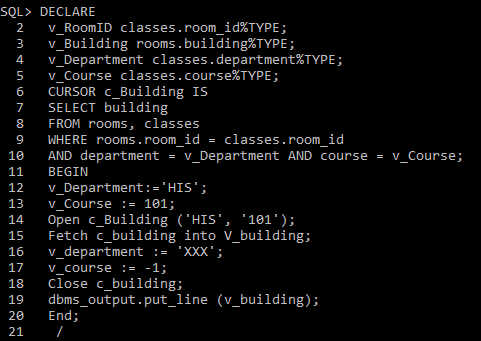 SQL> DECLARE
2 v_RoomID classes.room_id%TYPE;
3 v_Building rooms.building%TYPE;
4 v_Department classes.department%TYPE;
5 v_Course classes.course%TYPE;
6 CURSOR c_Building IS
7 SELECT building
8 FROM rooms, classes
9 WHERE rooms.room_id = classes.room_id
10 AND department = v_Department AND course = v_Course;
11 BEGIN
12 v_Department:='HIS';
13 v_Course := 101;
14 Open c_Building ('HIS', '101');
15 Fetch c_building into V_building;
16 v_department := 'XXX';
17 v_course := -1;
18 Close c_building;
19 dbms_output.put_line (v_building);
20 End;
21 /